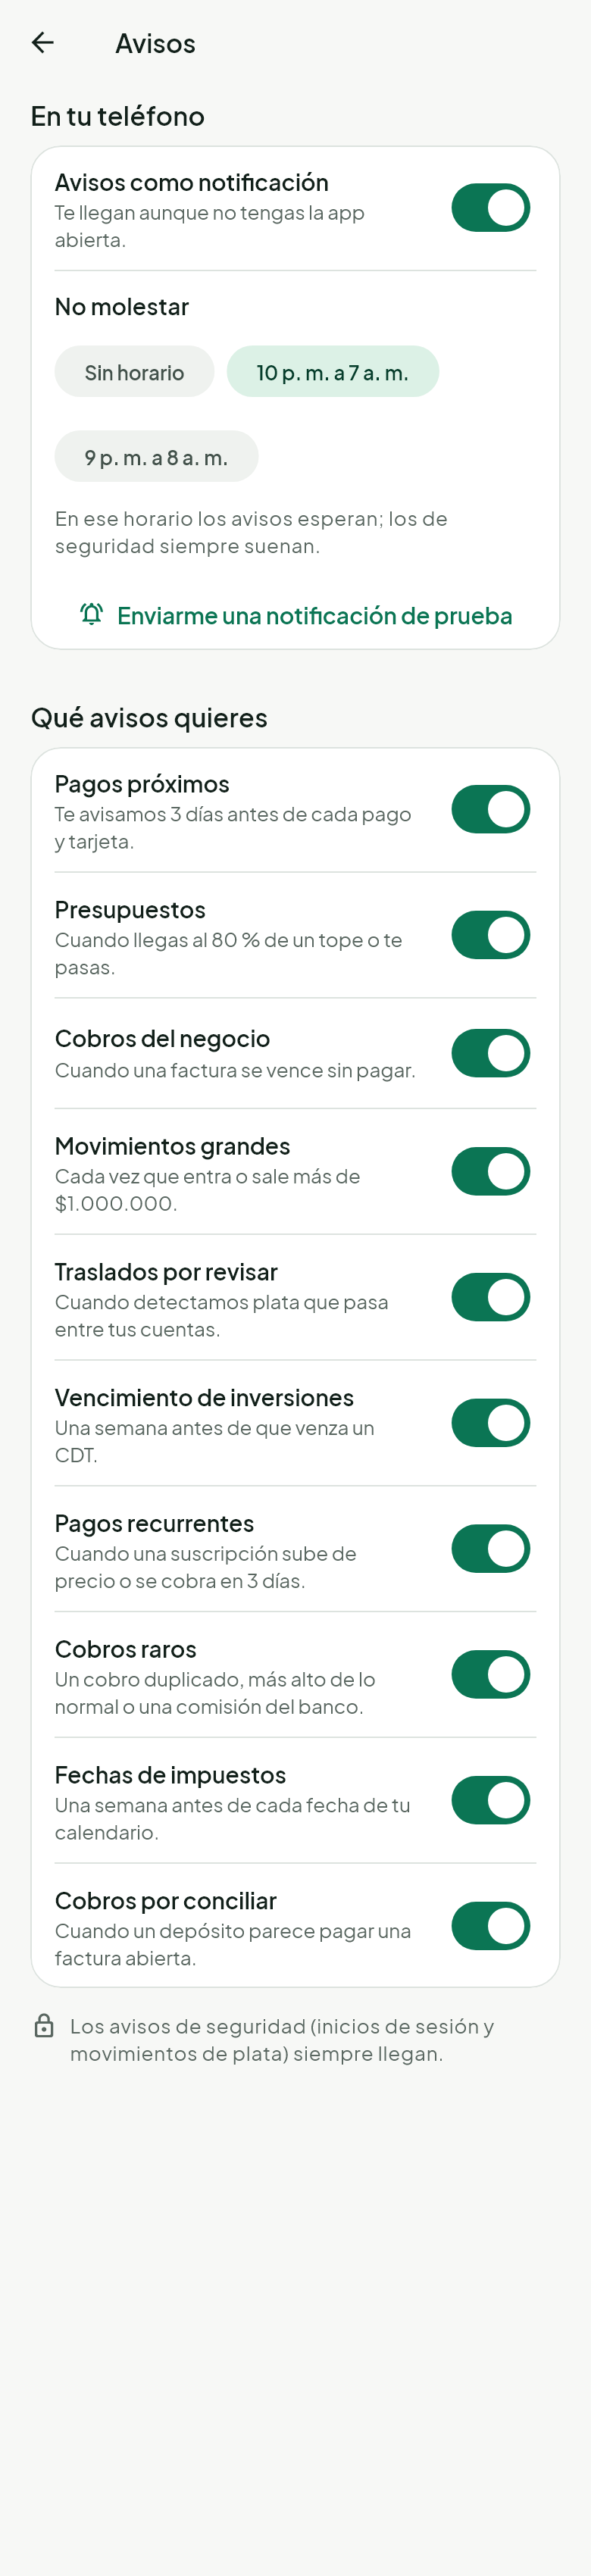 Avisos
En tu teléfono
Avisos como notificación
Te llegan aunque no tengas la app
abierta.
No molestar
Sin horario
10 p. m. a 7 a. m.
9 p. m. a 8 a. m.
En ese horario los avisos esperan; los de
seguridad siempre suenan.
Enviarme una notificación de prueba
Qué avisos quieres
Pagos próximos
Te avisamos 3 días antes de cada pago
y tarjeta.
Presupuestos
Cuando llegas al 80 % de un tope o te
pasas.
Cobros del negocio
Cuando una factura se vence sin pagar.
Movimientos grandes
Cada vez que entra o sale más de
$1.000.000.
Traslados por revisar
Cuando detectamos plata que pasa
entre tus cuentas.
Vencimiento de inversiones
Una semana antes de que venza un
CDT.
Pagos recurrentes
Cuando una suscripción sube de
precio o se cobra en 3 días.
Cobros raros
Un cobro duplicado, más alto de lo
normal o una comisión del banco.
Fechas de impuestos
Una semana antes de cada fecha de tu
calendario.
Cobros por conciliar
Cuando un depósito parece pagar una
factura abierta.
Los avisos de seguridad (inicios de sesión y
movimientos de plata) siempre llegan.